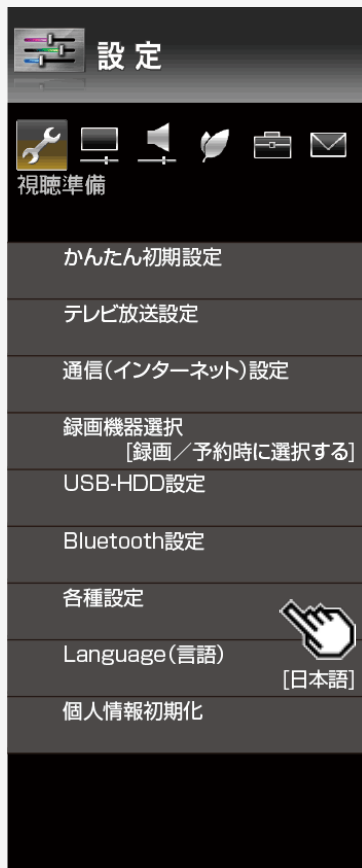 設定
視聴準備
かんたん初期設定
テレビ放送設定
通信(インターネット)設定
録画機器選択
[録画／予約時に選択する]
USB-HDD設定
Bluetooth設定
各種設定
Language(言語)
[日本語]
個人情報初期化